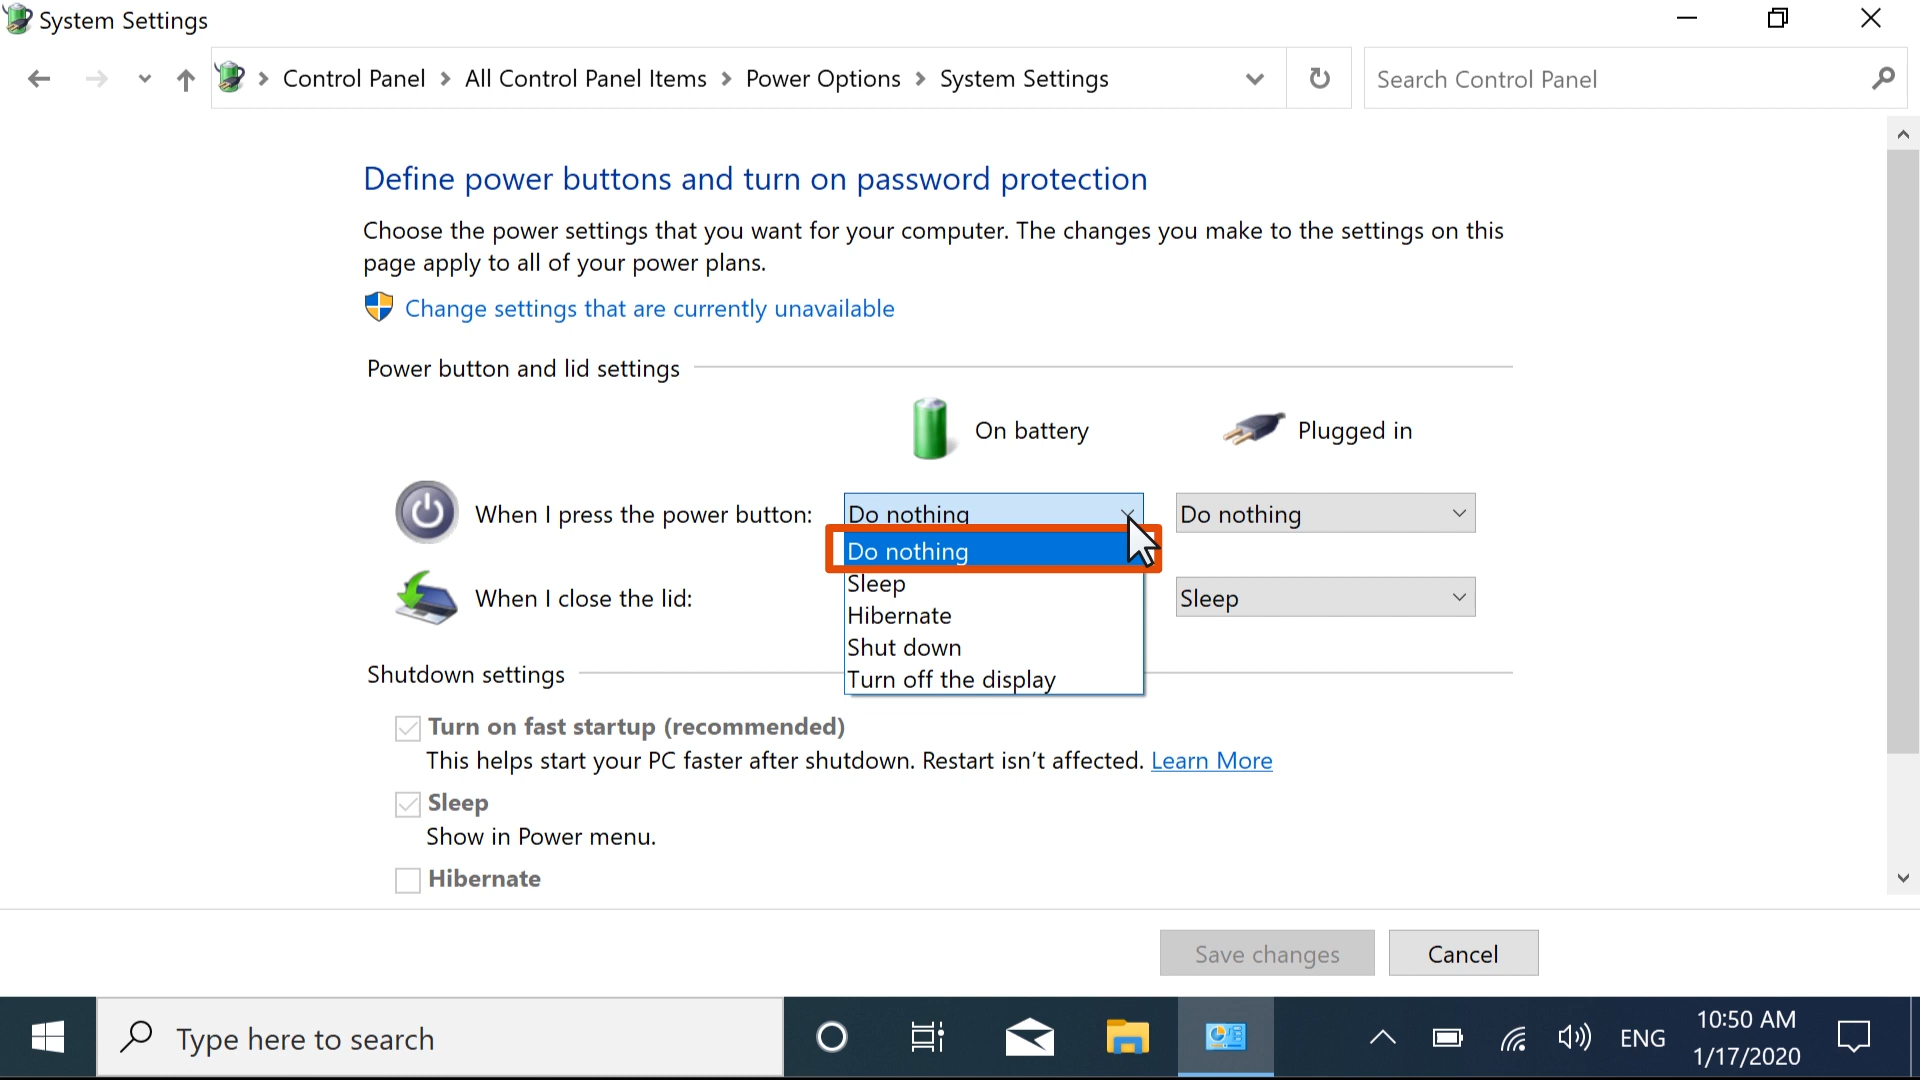 System Settings
Control Panel > All Control Panel Items > Power Options > System Settings
Search Control Panel
Define power buttons and turn on password protection
Choose the power settings that you want for your computer. The changes you make to the settings on this
page apply to all of your power plans.
Change settings that are currently unavailable
Power button and lid settings
On battery
Plugged in
When I press the power button:
Do nothing
Do nothing
Do nothing
Sleep
Hibernate
Shut down
Turn off the display
When I close the lid:
Sleep
Shutdown settings
Turn on fast startup (recommended)
This helps start your PC faster after shutdown. Restart isn't affected. Learn More
Sleep
Show in Power menu.
Hibernate
Save changes
Cancel
Type here to search
ENG
10:50 AM
1/17/2020